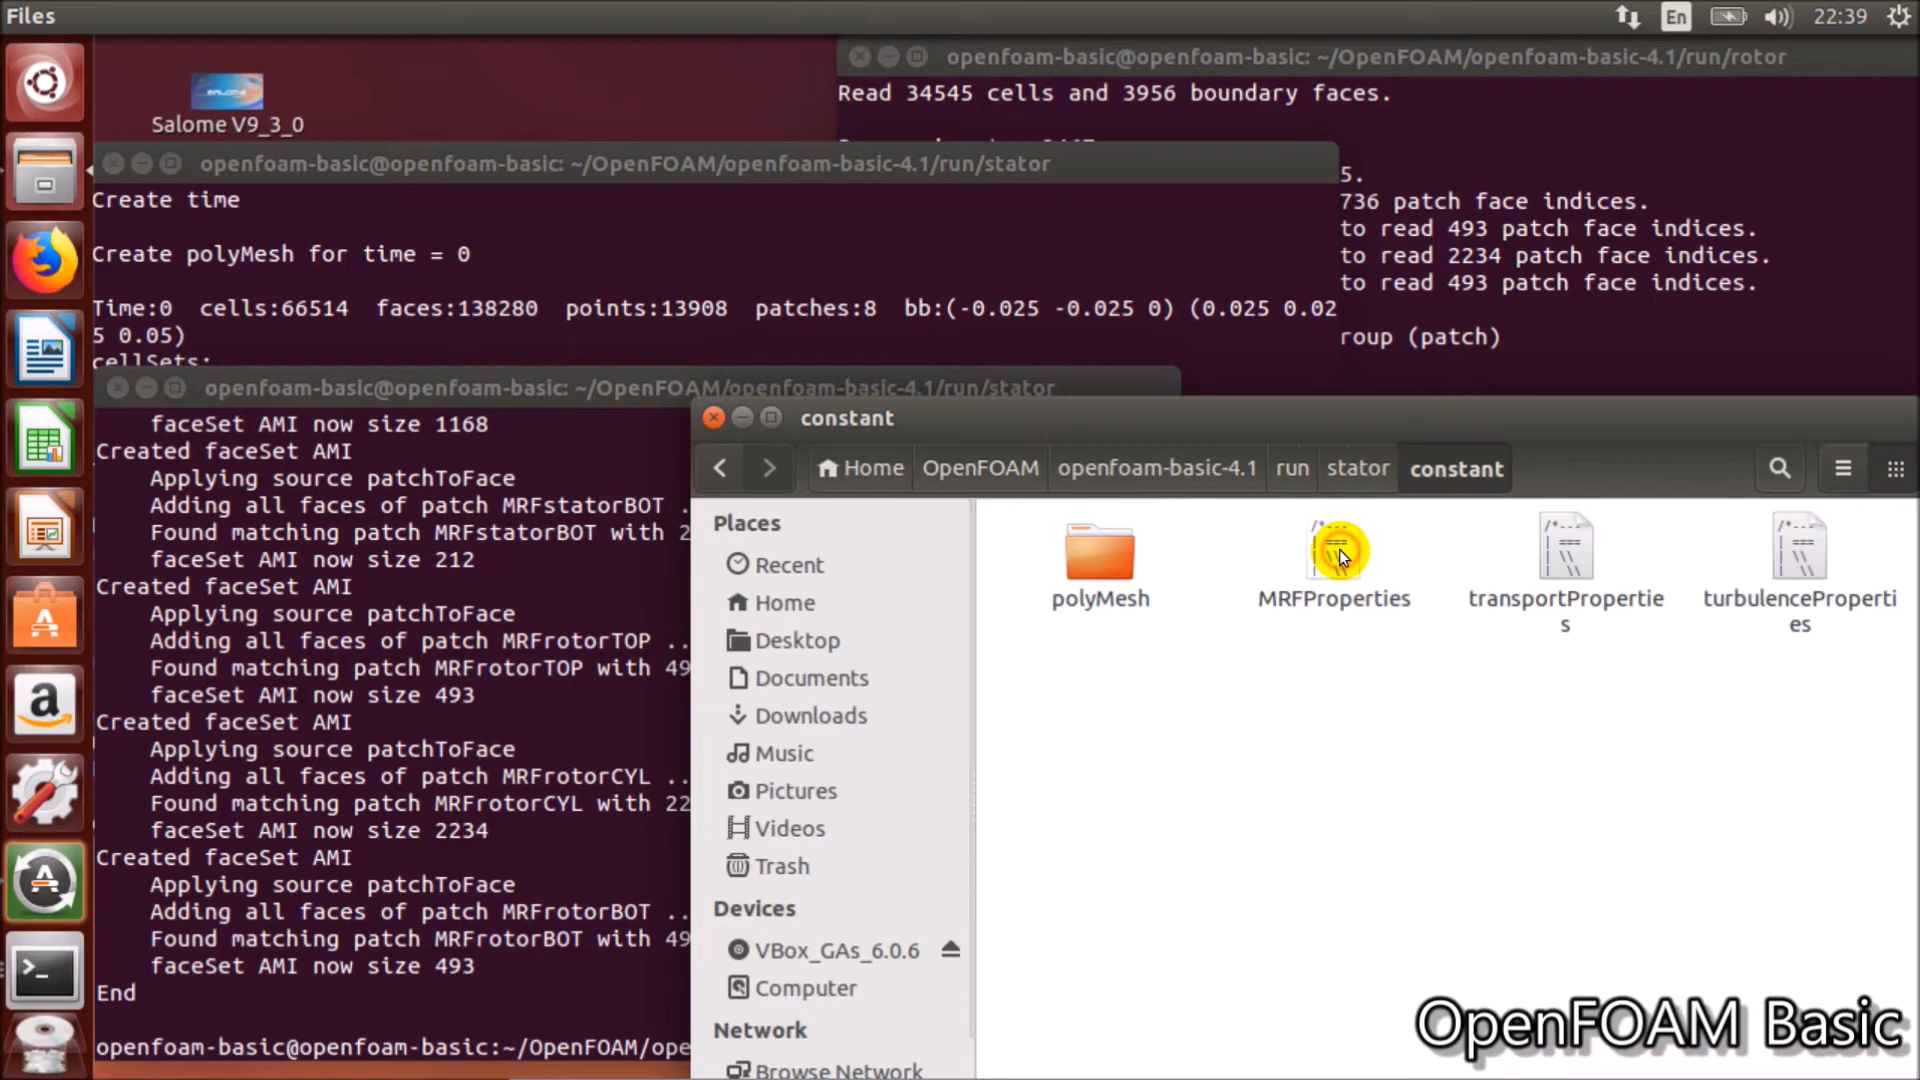 Files
En
22:39
Salome V9_3_0
openfoam-basic@openfoam-basic: ~/OpenFOAM/openfoam-basic-4.1/run/rotor
Read 34545 cells and 3956 boundary faces.
5.
736 patch face indices.
to read 493 patch face indices.
to read 2234 patch face indices.
to read 493 patch face indices.
roup (patch)
openfoam-basic@openfoam-basic: ~/OpenFOAM/openfoam-basic-4.1/run/stator
Create time
Create polyMesh for time = 0
Time:0  cells:66514  faces:138280  points:13908  patches:8  bb:(-0.025 -0.025 0) (0.025 0.02
5 0.05)
cellSets:
openfoam-basic@openfoam-basic: ~/OpenFOAM/openfoam-basic-4.1/run/stator
faceSet AMI now size 1168
Created faceSet AMI
Applying source patchToFace
Adding all faces of patch MRFstatorBOT .
Found matching patch MRFstatorBOT with 2
faceSet AMI now size 212
Created faceSet AMI
Applying source patchToFace
Adding all faces of patch MRFrotorTOP ..
Found matching patch MRFrotorTOP with 49
faceSet AMI now size 493
Created faceSet AMI
Applying source patchToFace
Adding all faces of patch MRFrotorCYL ..
Found matching patch MRFrotorCYL with 22
faceSet AMI now size 2234
Created faceSet AMI
Applying source patchToFace
Adding all faces of patch MRFrotorBOT ..
Found matching patch MRFrotorBOT with 49
faceSet AMI now size 493
End
openfoam-basic@openfoam-basic:~/OpenFOAM/ope
constant
Home OpenFOAM openfoam-basic-4.1 run stator constant
Places
Recent
Home
Desktop
Documents
Downloads
Music
Pictures
Videos
Trash
Devices
VBox_GAs_6.0.6
Computer
Network
Browse Network
polyMesh
MRFProperties
transportPropertie
s
turbulenceProperti
es
OpenFOAM Basic